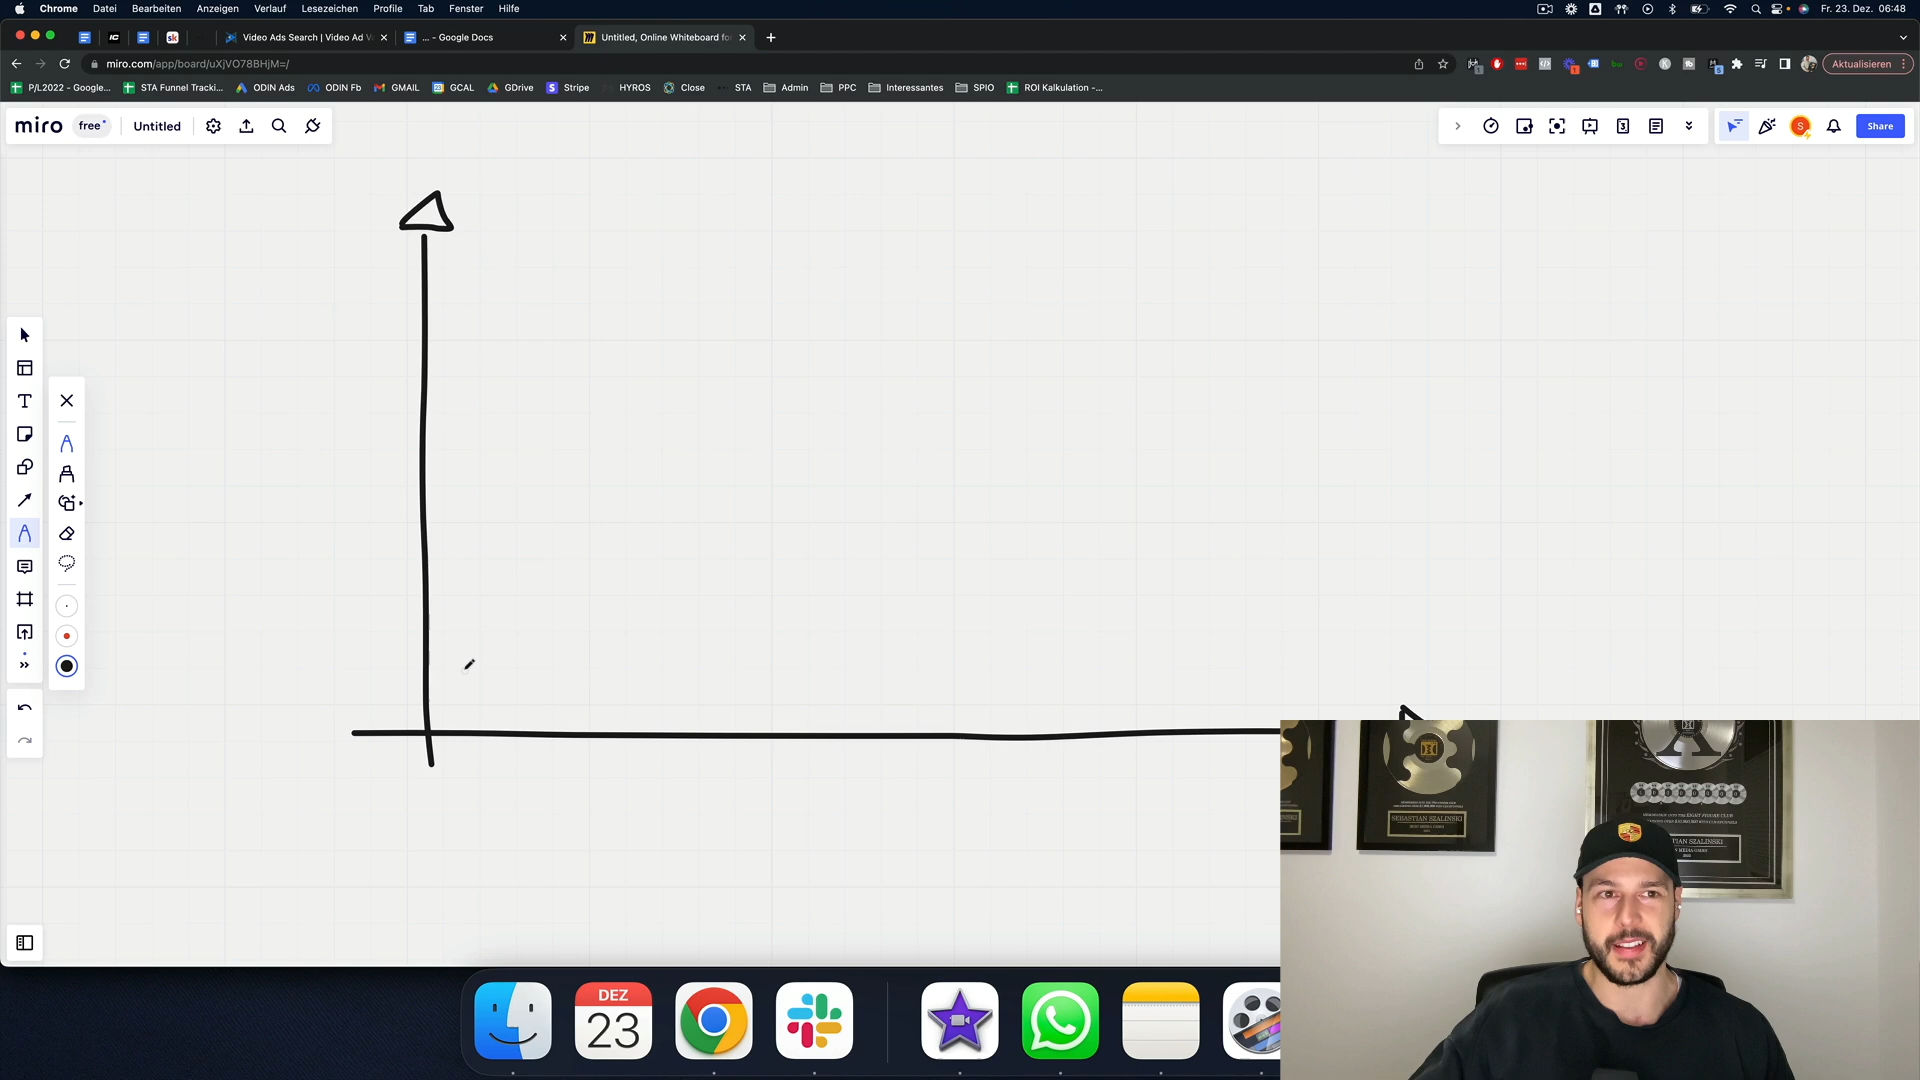 Chrome Datei Bearbeiten Anzeigen Verlauf Lesezeichen Profile Tab Fenster Hilfe Fr. 23. Dez. 06:48
Video Ads Search | Video Ad V
... - Google Docs
Untitled, Online Whiteboard fo
miro.com/app/board/uXjVO78BHjM=/
Aktualisieren
P/L2022 - Google...
STA Funnel Tracki...
ODIN Ads
ODIN Fb
GMAIL
GCAL
GDrive
Stripe
HYROS
Close
STA
Admin
PPC
Interessantes
SPIO
ROI Kalkulation -...
miro free Untitled
3
S
Share
T
SEBASTIAN SZALINSKI
TIAN SZALINSKI
DEZ
23